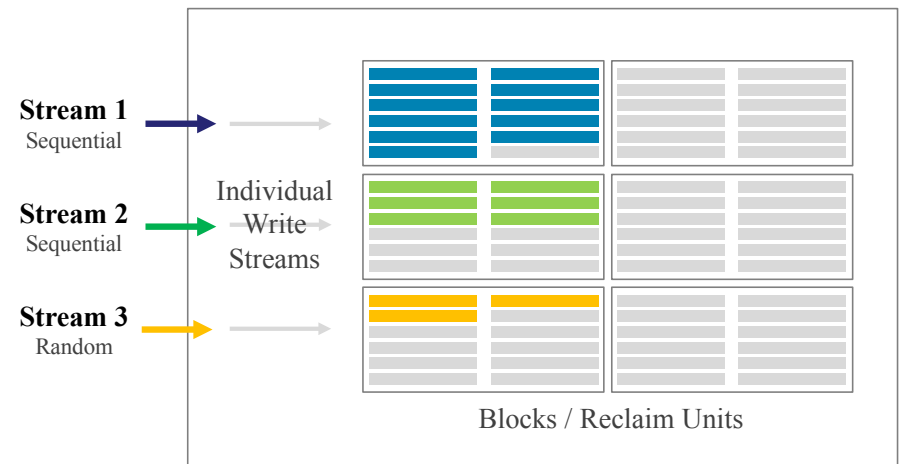 Stream 1
Sequential
Individual
Write
Streams
Stream 2
Sequential
Stream 3
Random
Blocks / Reclaim Units